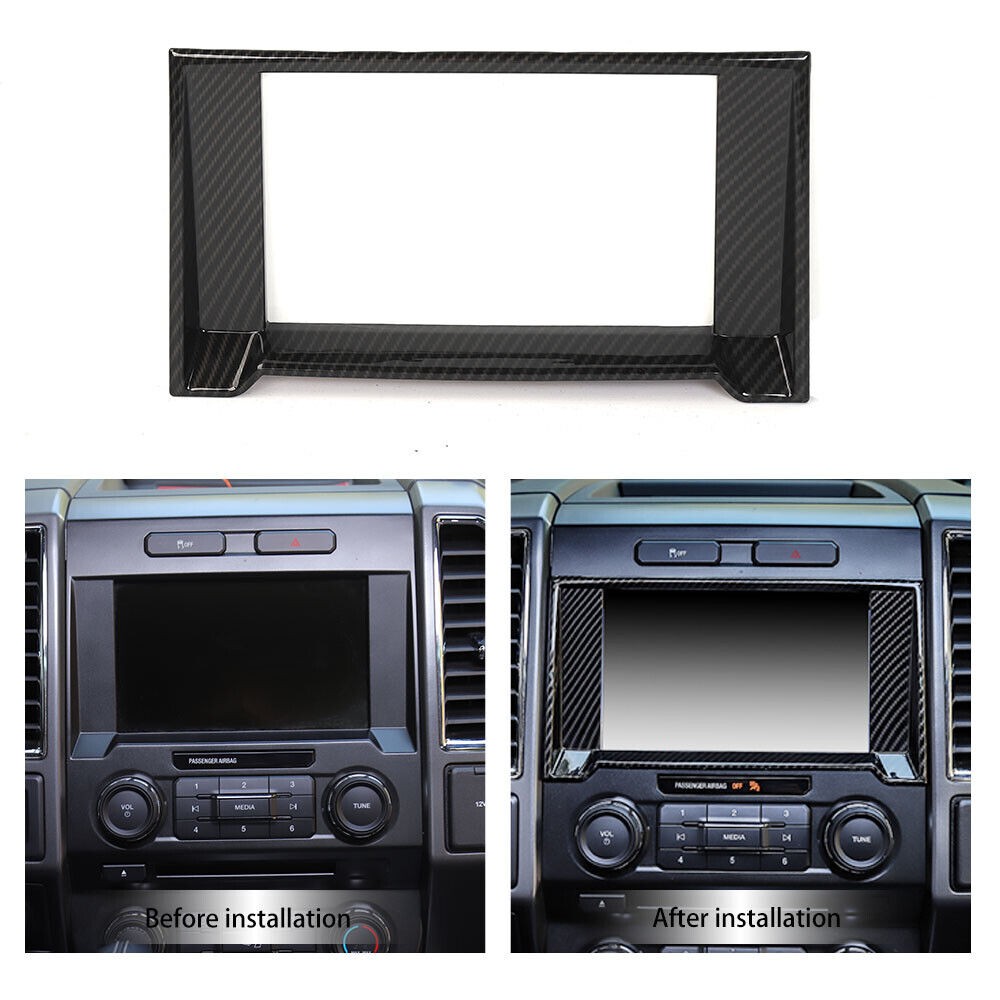 OFF
PASSENGER AIRBAG
1 2 3
VOL
MEDIA
TUNE
4 5 6
12V
Before installation
OFF
PASSENGER AIRBAG OFF
1 2 3
VOL
MEDIA
TUNE
4 5 6
After installation